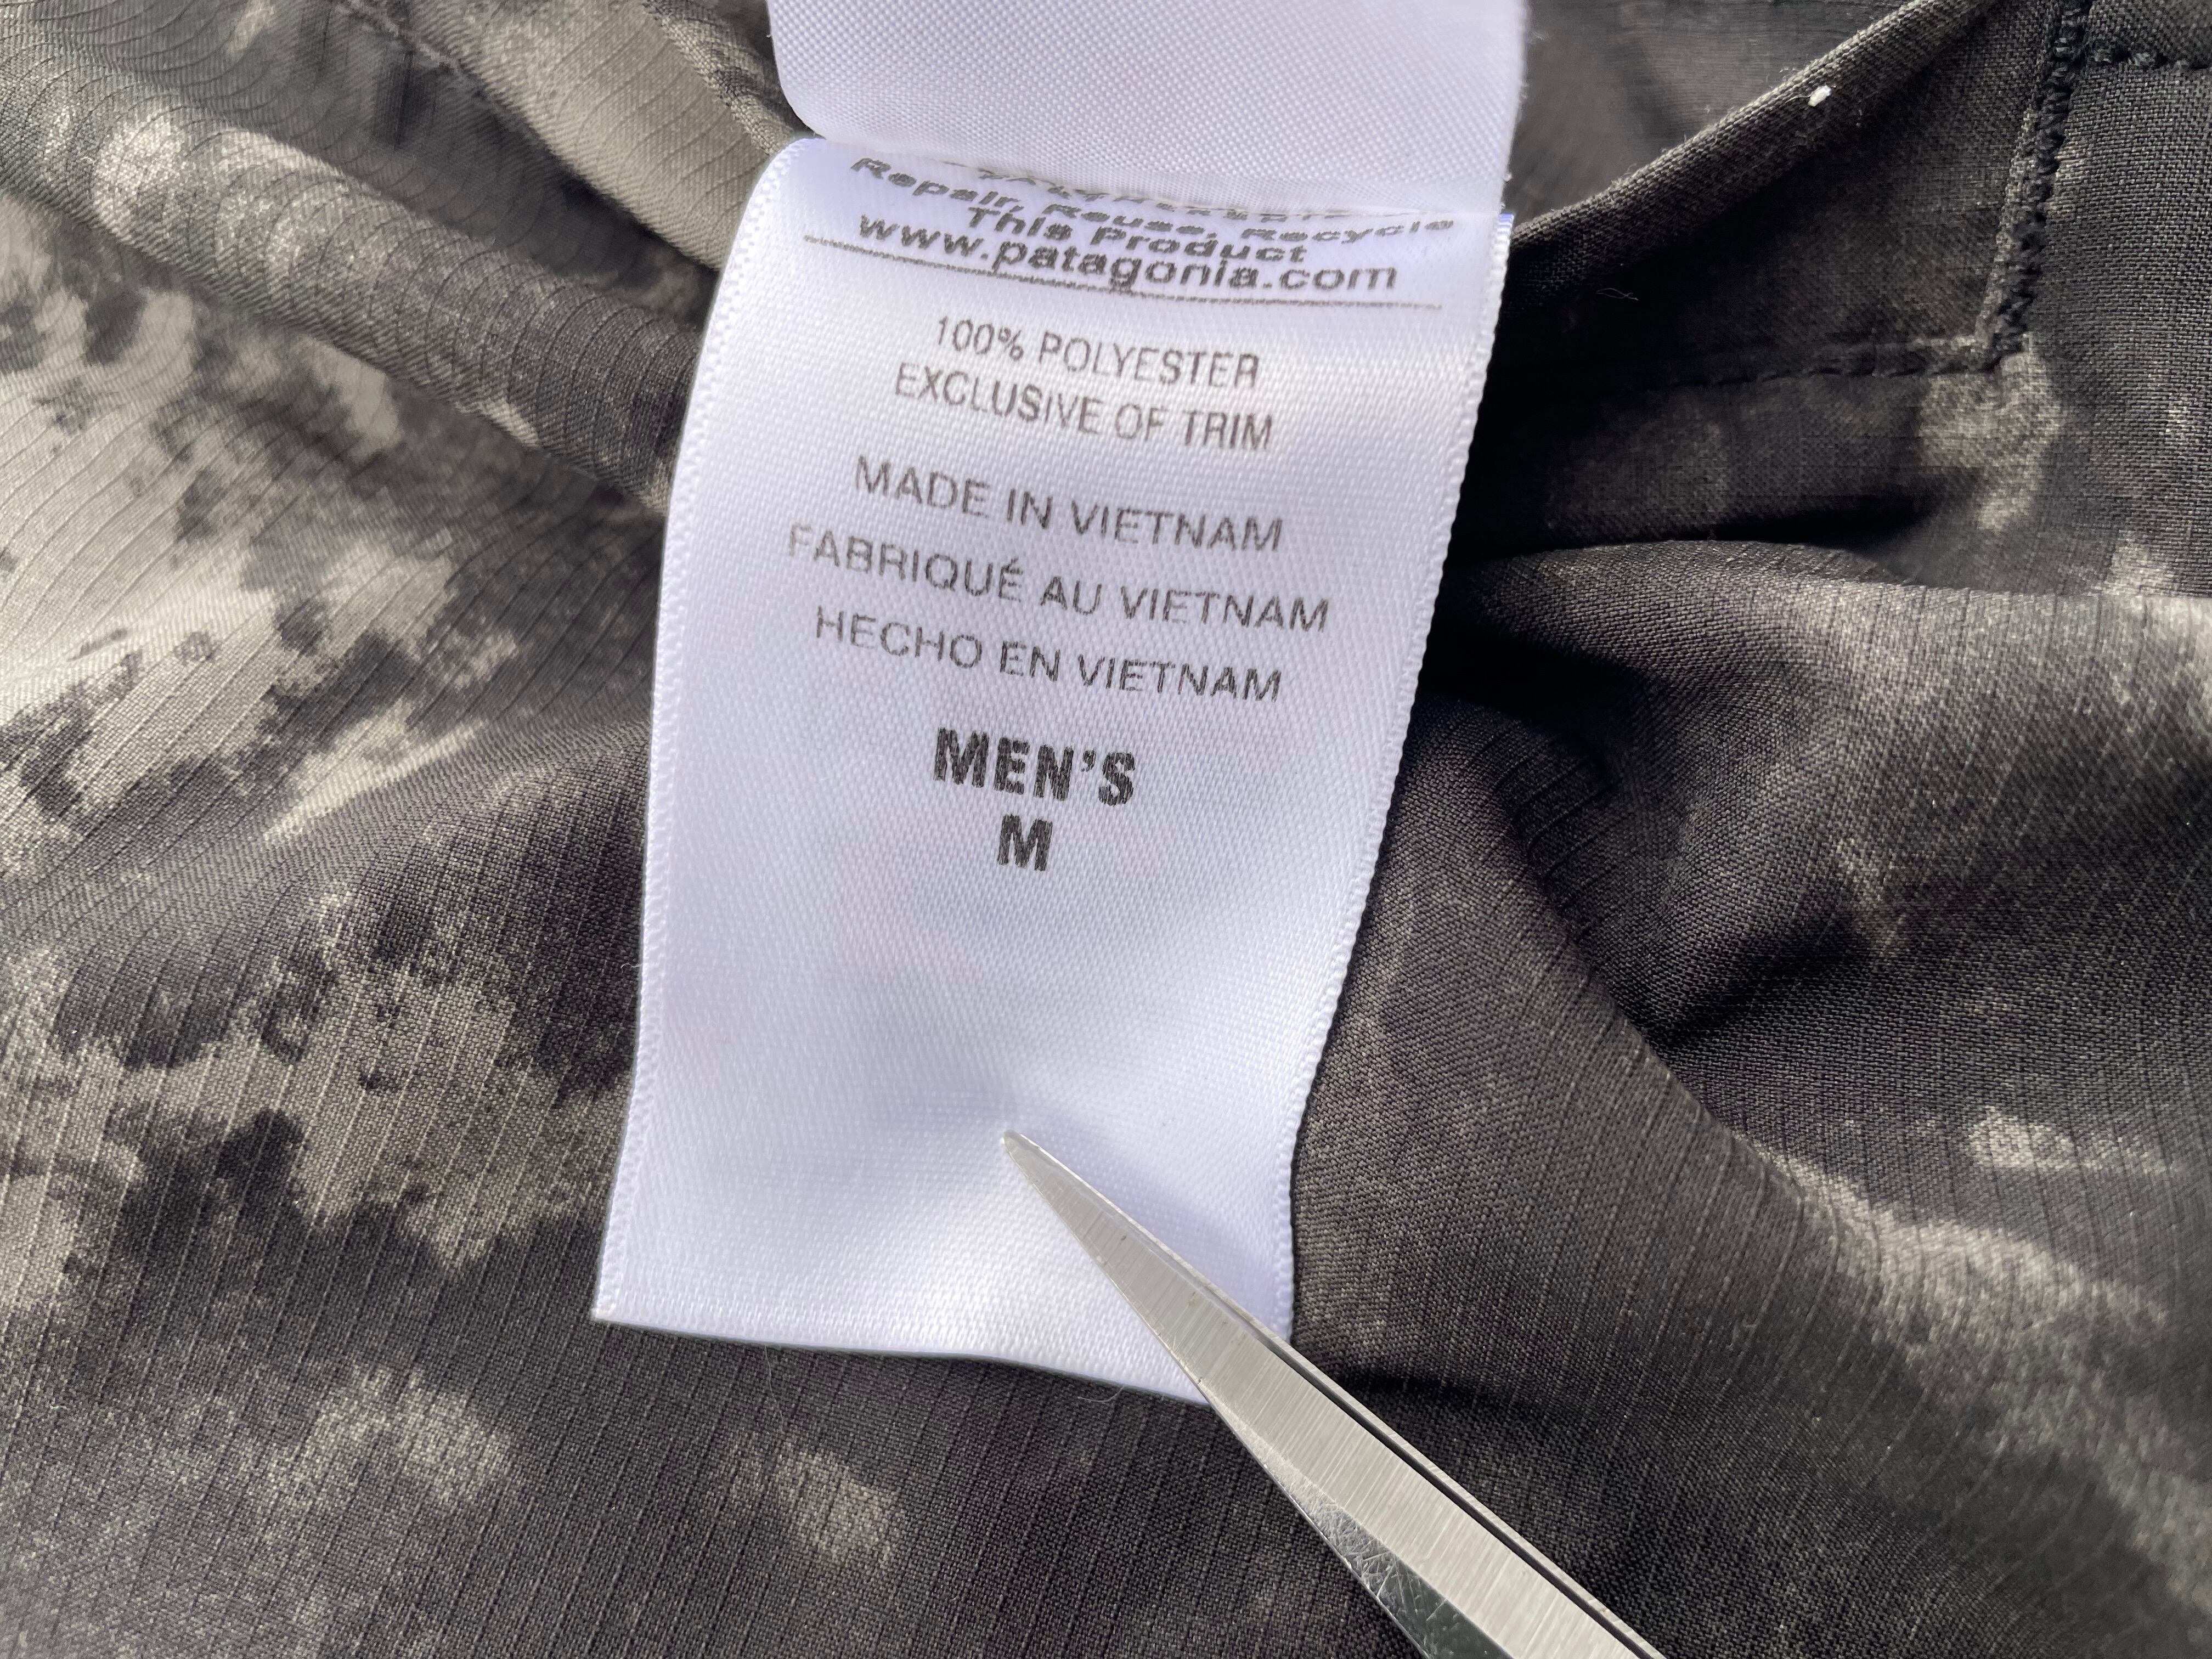 Repair, Reuse, Recycle
This Product
www.patagonia.com
100% POLYESTER
EXCLUSIVE OF TRIM
MADE IN VIETNAM
FABRIQUÉ AU VIETNAM
HECHO EN VIETNAM
MEN'S
M